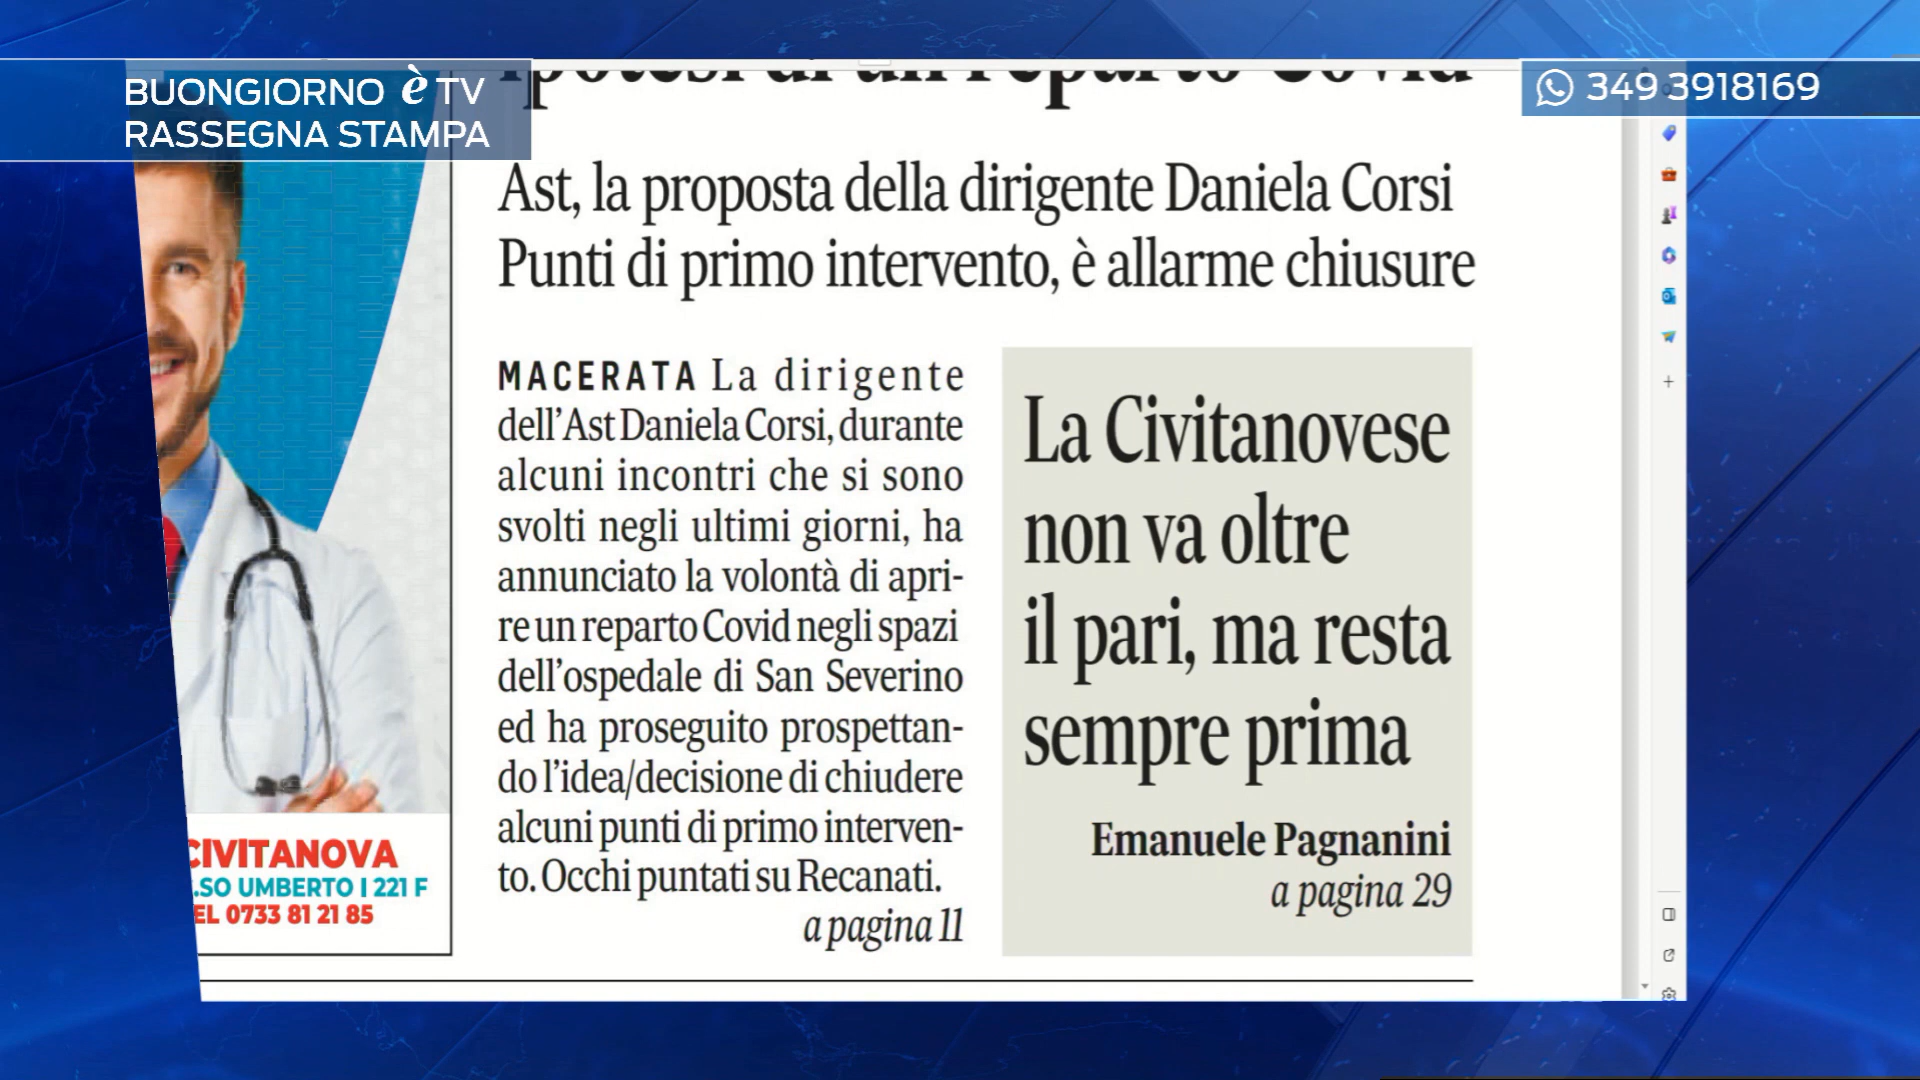 BUONGIORNO è TV
RASSEGNA STAMPA
349 3918169
ipotesi di un reparto Covid
Ast, la proposta della dirigente Daniela Corsi
Punti di primo intervento, è allarme chiusure
MACERATA La dirigente
dell'Ast Daniela Corsi, durante
alcuni incontri che si sono
svolti negli ultimi giorni, ha
annunciato la volontà di apri-
re un reparto Covid negli spazi
dell'ospedale di San Severino
ed ha proseguito prospettan-
do l'idea/decisione di chiudere
alcuni punti di primo interven-
to. Occhi puntati su Recanati.
a pagina 11
La Civitanovese
non va oltre
il pari, ma resta
sempre prima
Emanuele Pagnanini
a pagina 29
CIVITANOVA
.SO UMBERTO I 221 F
EL 0733 81 21 85